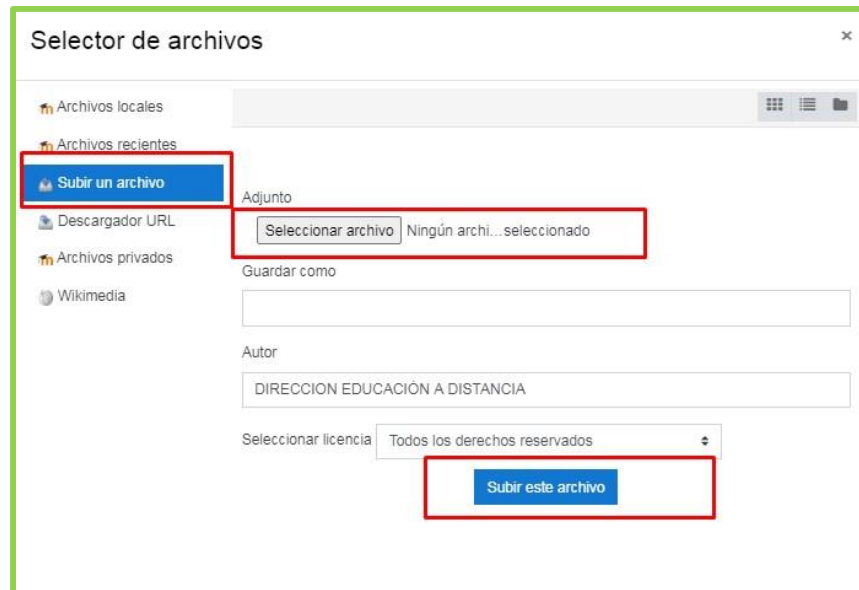 Selector de archivos
×
Archivos locales
Archivos recientes
Subir un archivo
Descargador URL
Archivos privados
Wikimedia
Adjunto
Seleccionar archivo Ningún archi...seleccionado
Guardar como
Autor
DIRECCION EDUCACIÓN A DISTANCIA
Seleccionar licencia Todos los derechos reservados
Subir este archivo